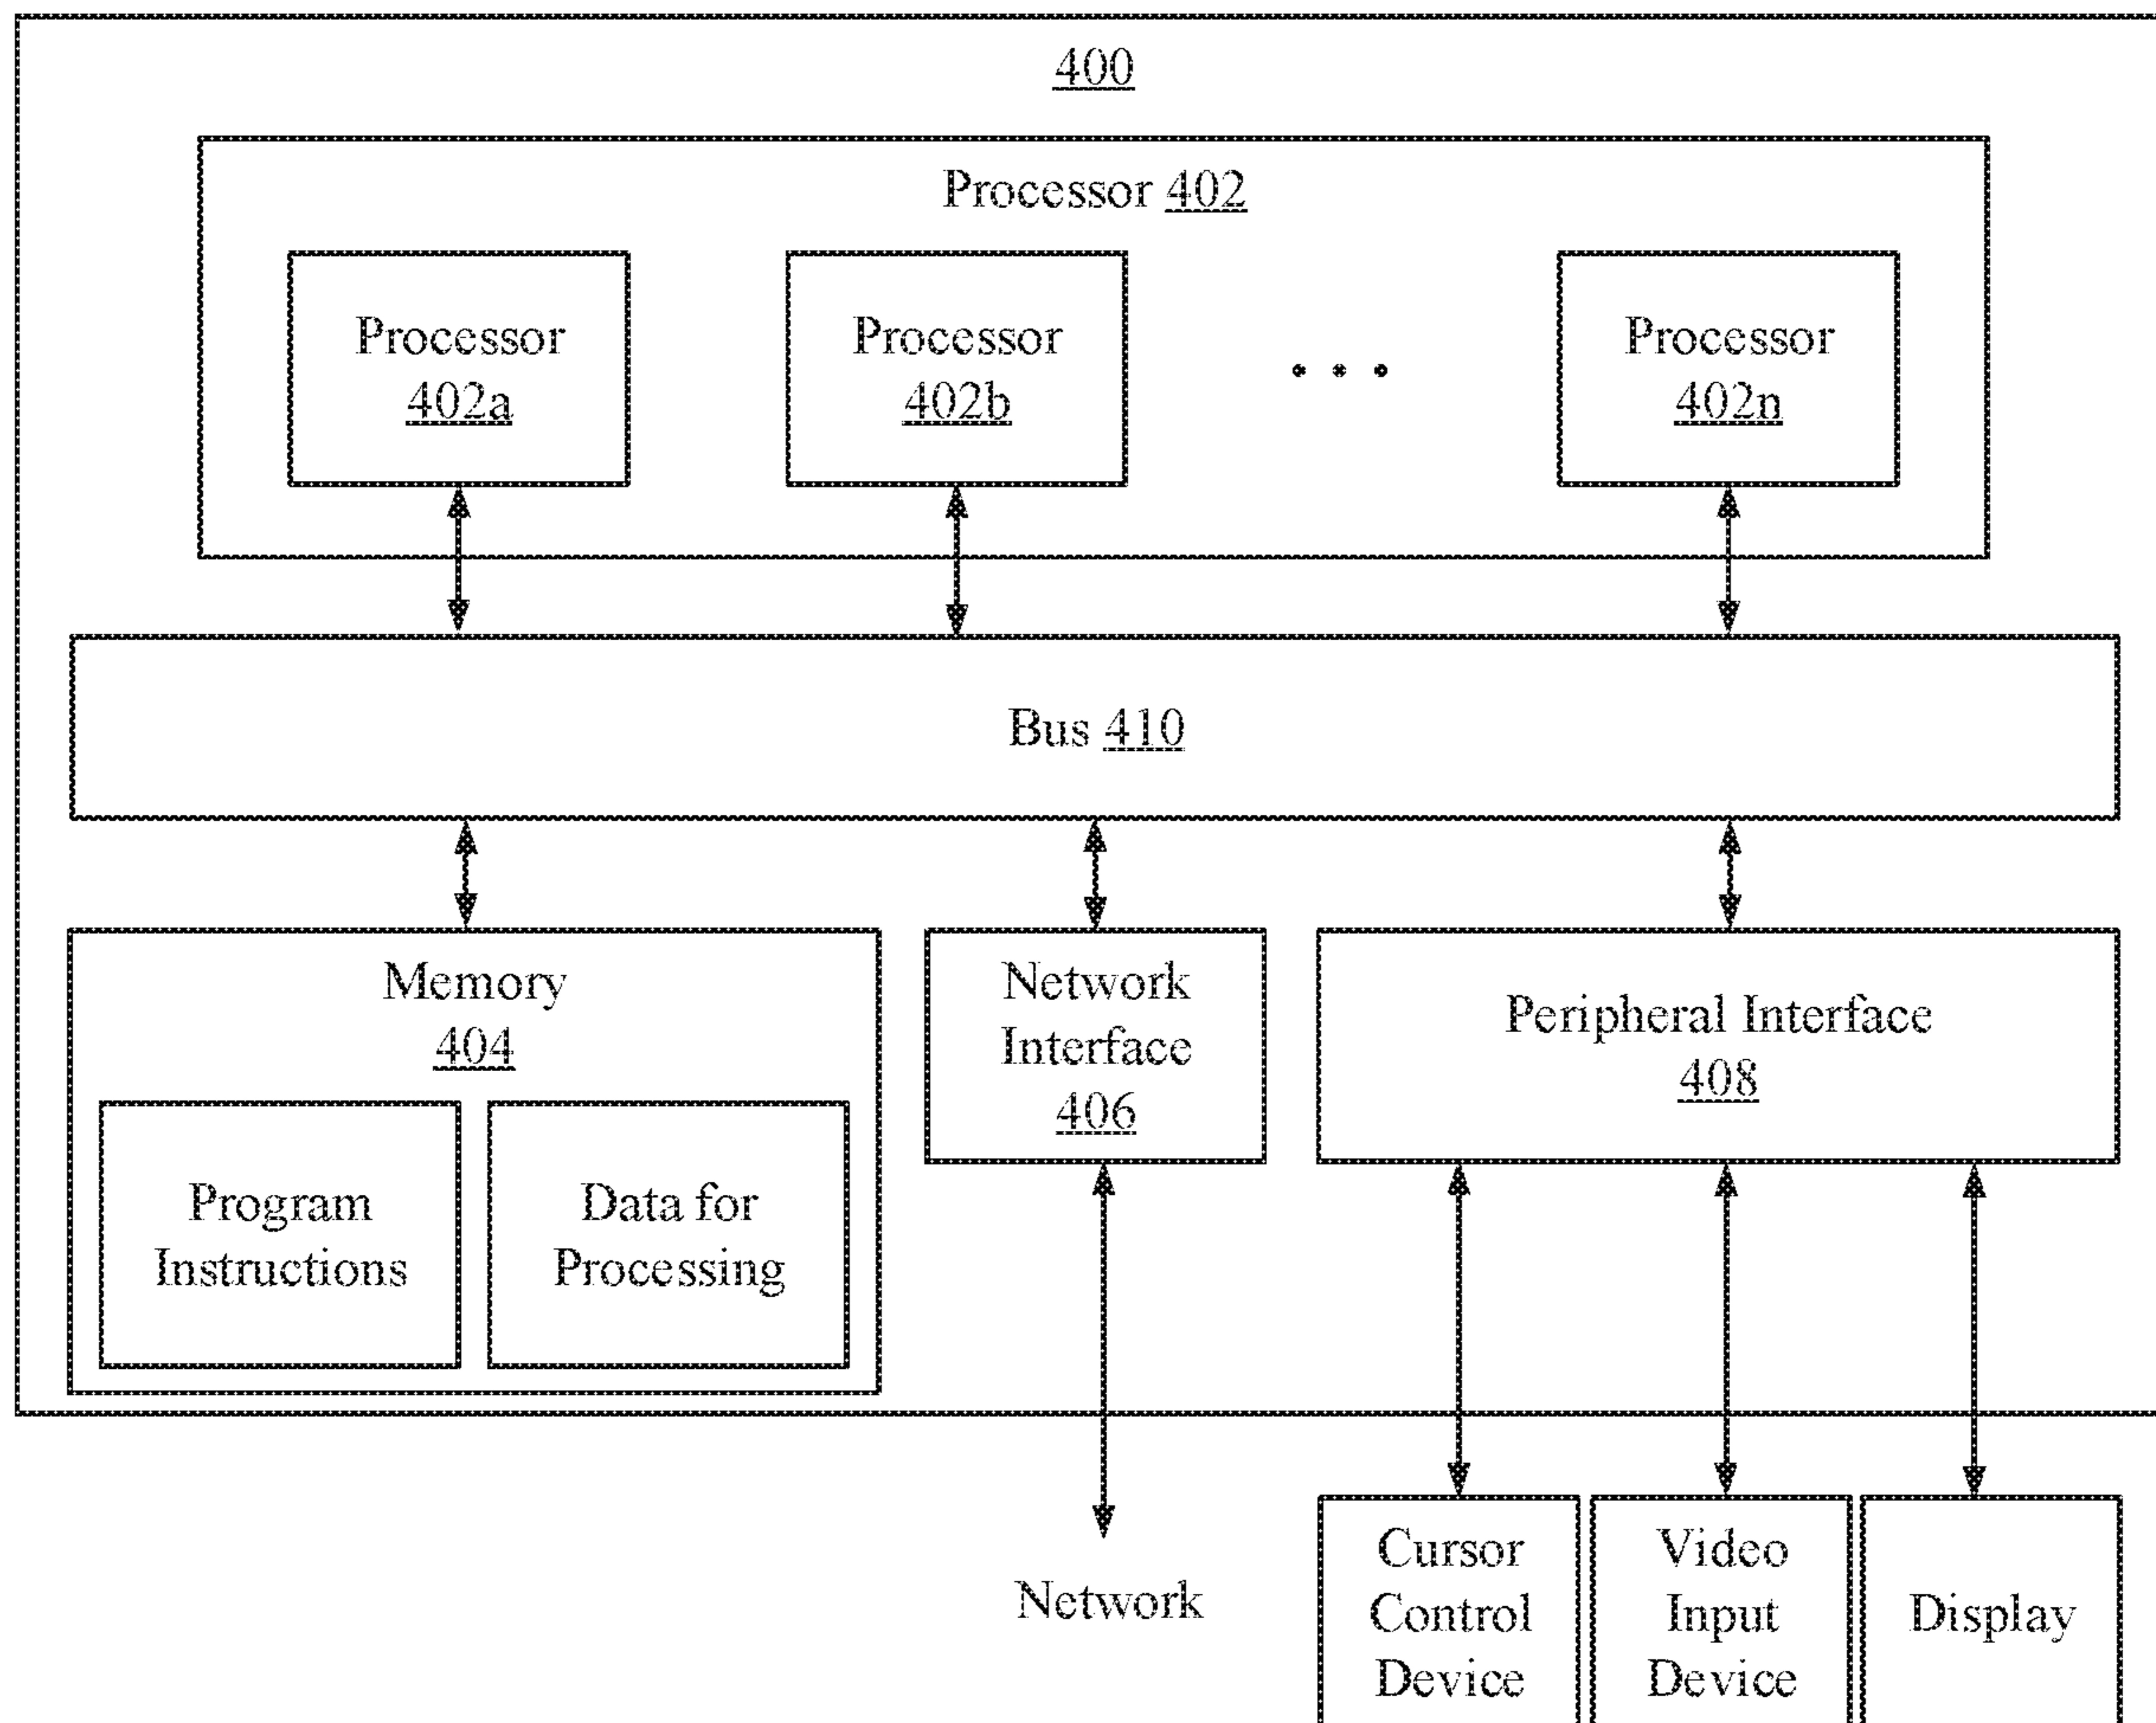 400
Processor 402
Processor
402a
Processor
402b
. . .
Processor
402n
Bus 410
Memory
404
Program
Instructions
Data for
Processing
Network
Interface
406
Peripheral Interface
408
Network
Cursor
Control
Device
Video
Input
Device
Display